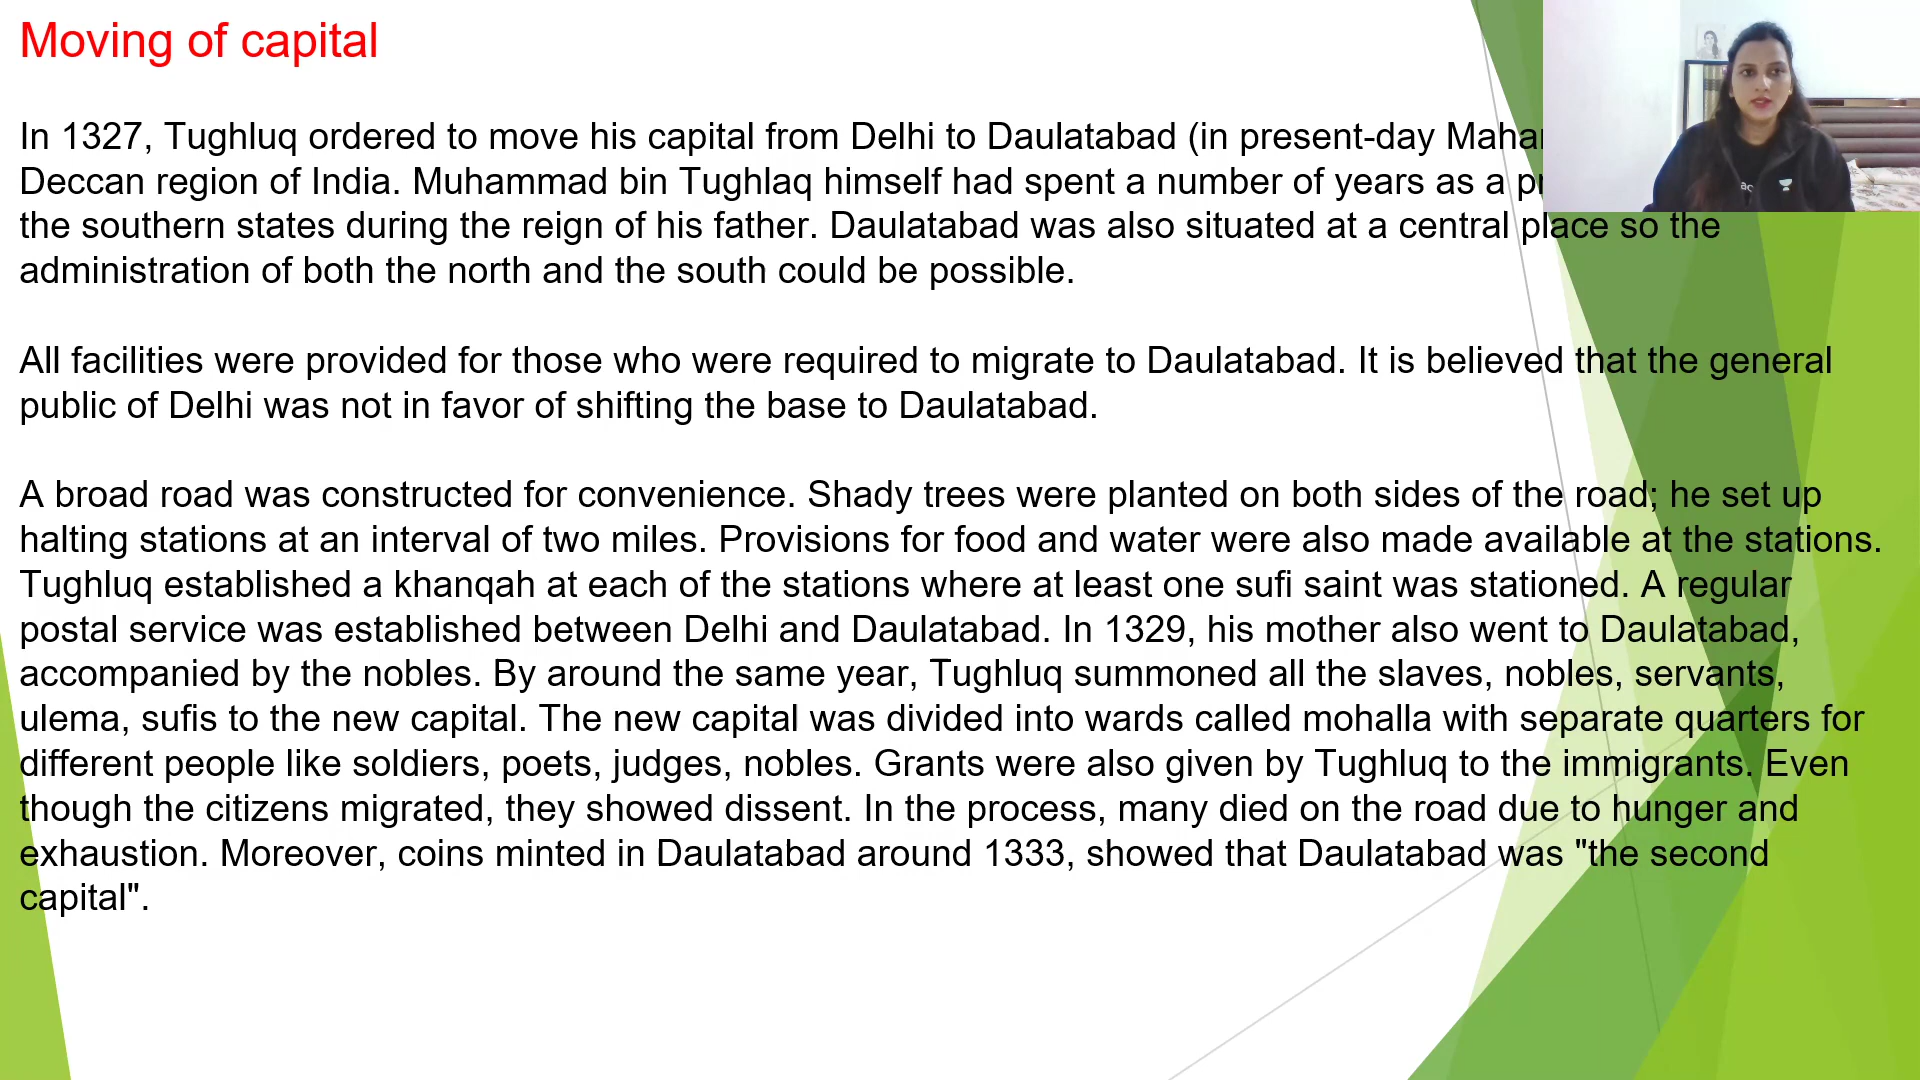 Moving of capital
In 1327, Tughluq ordered to move his capital from Delhi to Daulatabad (in present-day
Deccan region of India. Muhammad bin Tughlaq himself had spent a number of years as a
the southern states during the reign of his father. Daulatabad was also situated at a central place so the
administration of both the north and the south could be possible.
All facilities were provided for those who were required to migrate to Daulatabad. It is believed that the general
public of Delhi was not in favor of shifting the base to Daulatabad.
A broad road was constructed for convenience. Shady trees were planted on both sides of the road; he set up
halting stations at an interval of two miles. Provisions for food and water were also made available at the stations.
Tughluq established a khanqah at each of the stations where at least one sufi saint was stationed. A regular
postal service was established between Delhi and Daulatabad. In 1329, his mother also went to Daulatabad,
accompanied by the nobles. By around the same year, Tughluq summoned all the slaves, nobles, servants,
ulema, sufis to the new capital. The new capital was divided into wards called mohalla with separate quarters for
different people like soldiers, poets, judges, nobles. Grants were also given by Tughluq to the immigrants. Even
though the citizens migrated, they showed dissent. In the process, many died on the road due to hunger and
exhaustion. Moreover, coins minted in Daulatabad around 1333, showed that Daulatabad was "the second
capital".